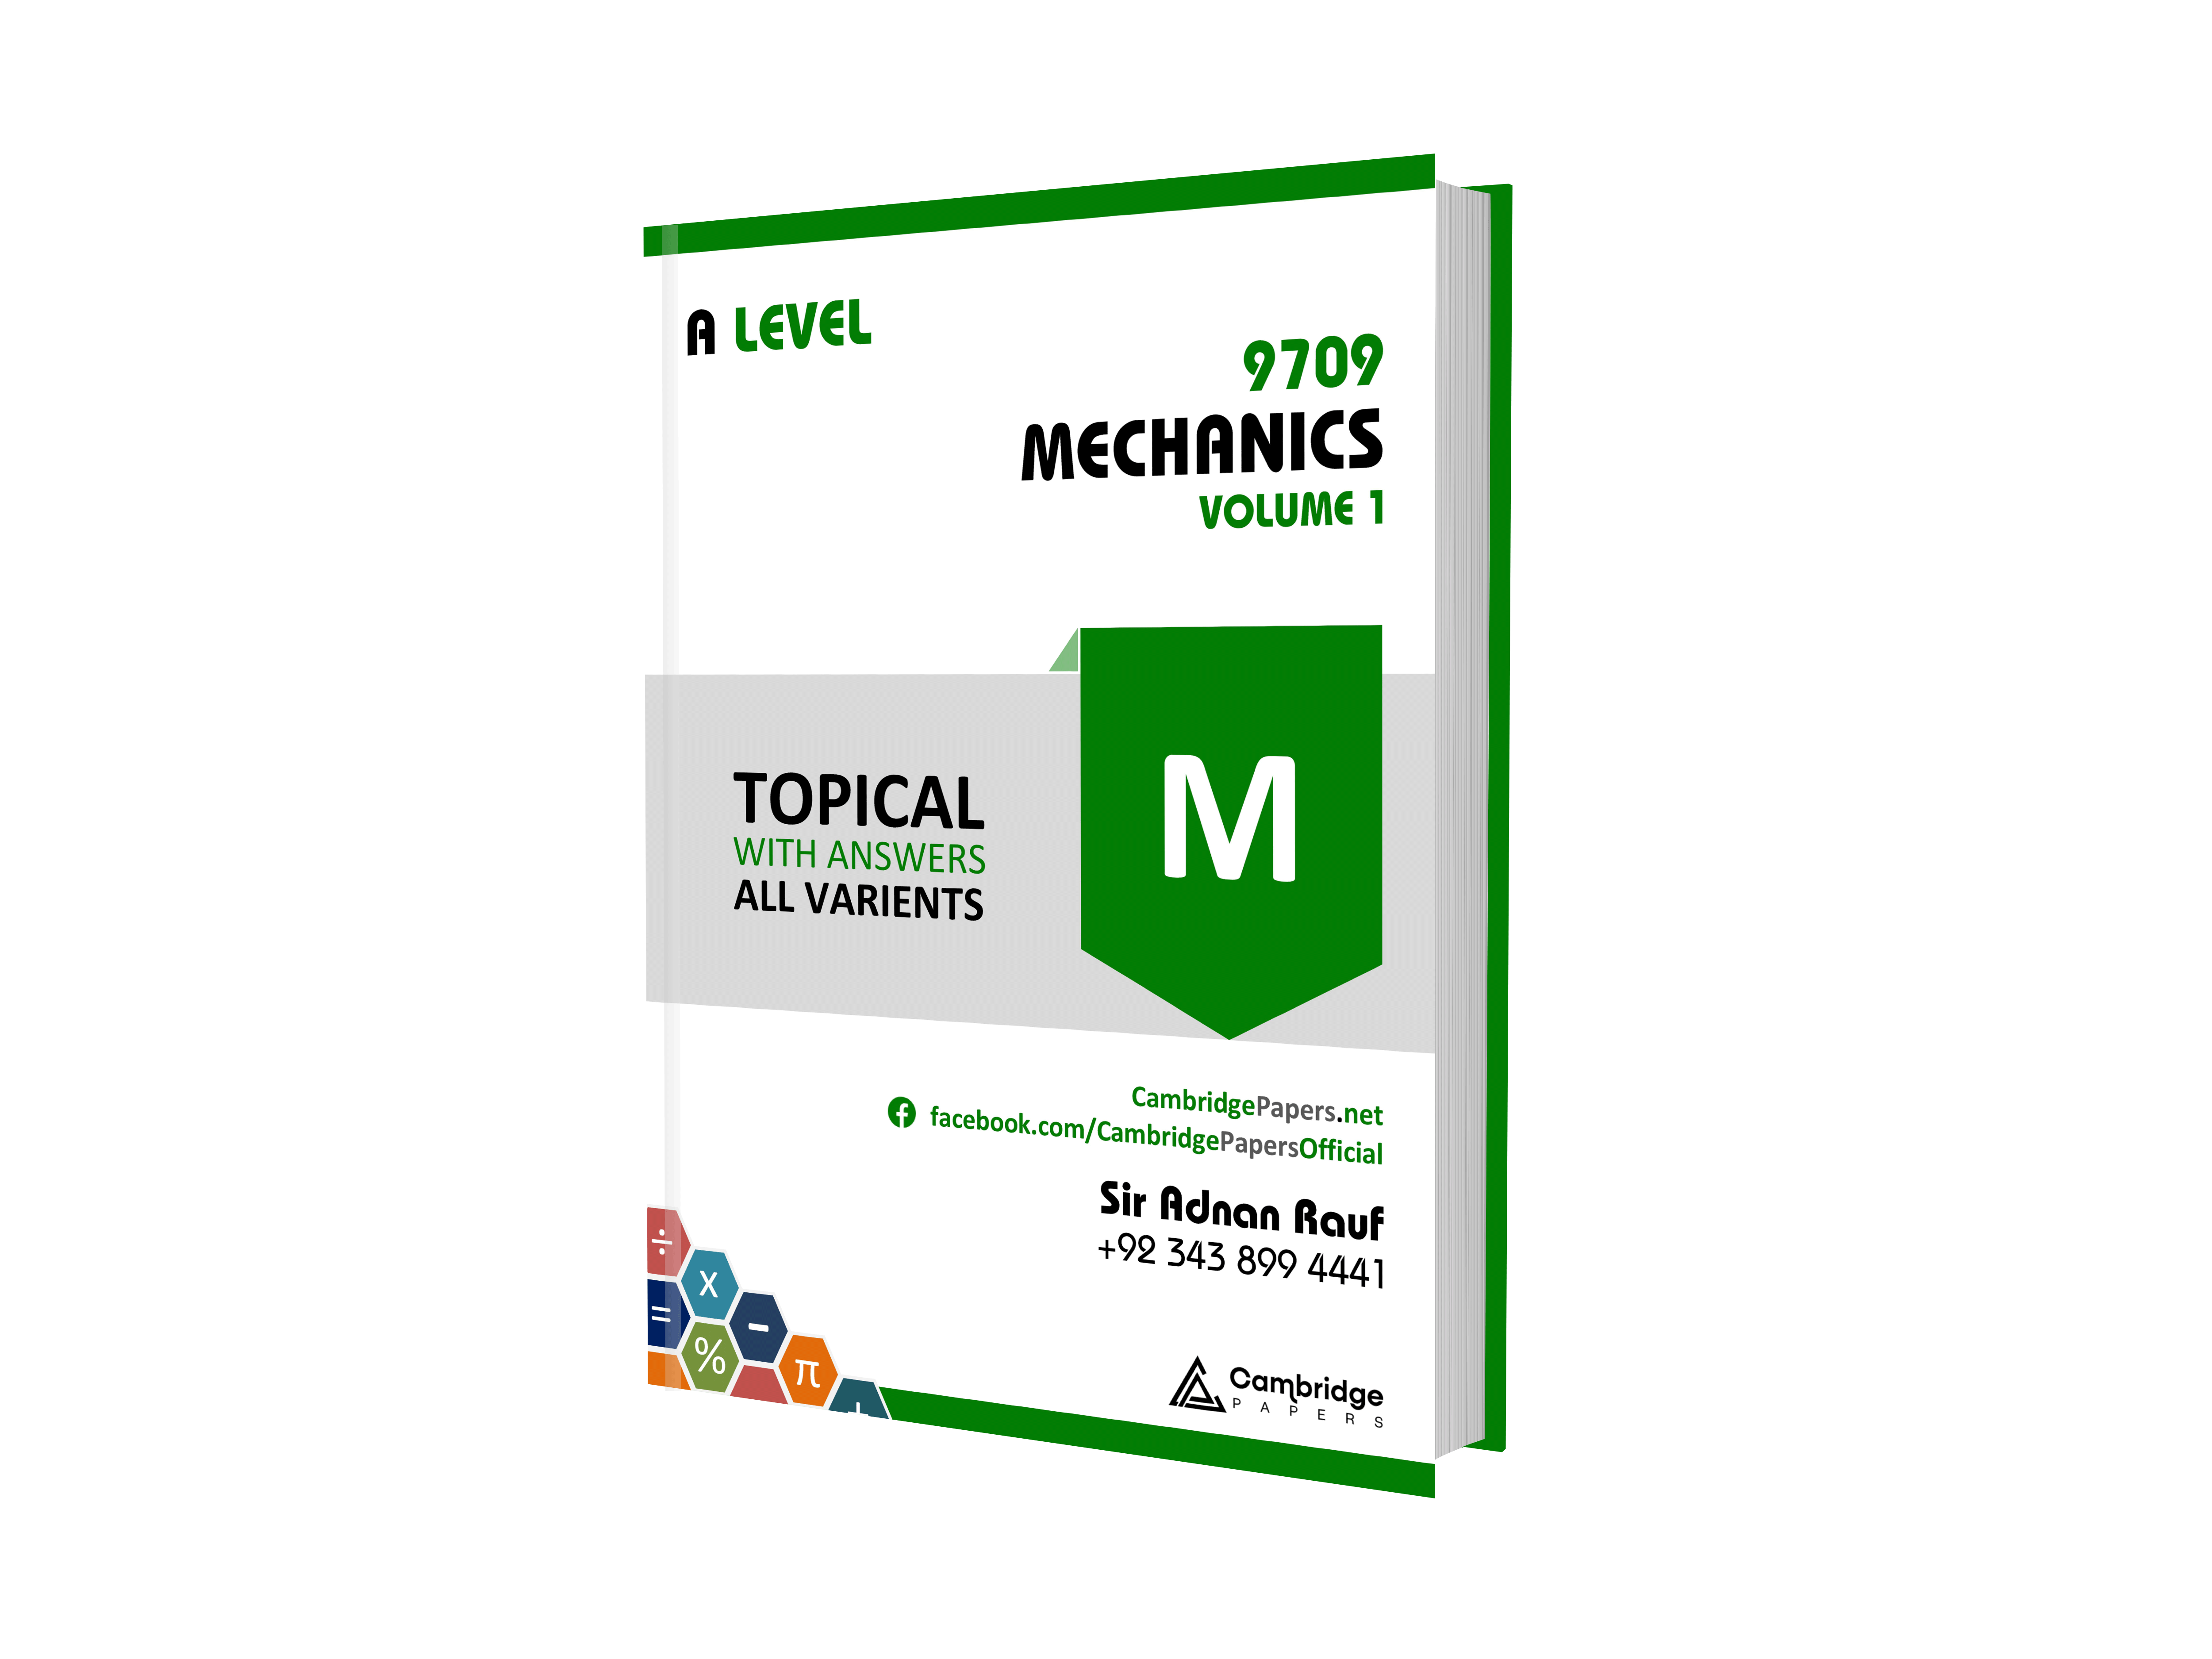 A LEVEL
9709
MECHANICS
VOLUME 1
M
TOPICAL
WITH ANSWERS
ALL VARIENTS
CambridgePapers.net
facebook.com/CambridgePapersOfficial
Sir Adnan Rauf
+92 343 899 4441
÷
x
=
-
%
π
+
Cambridge
PAPERS